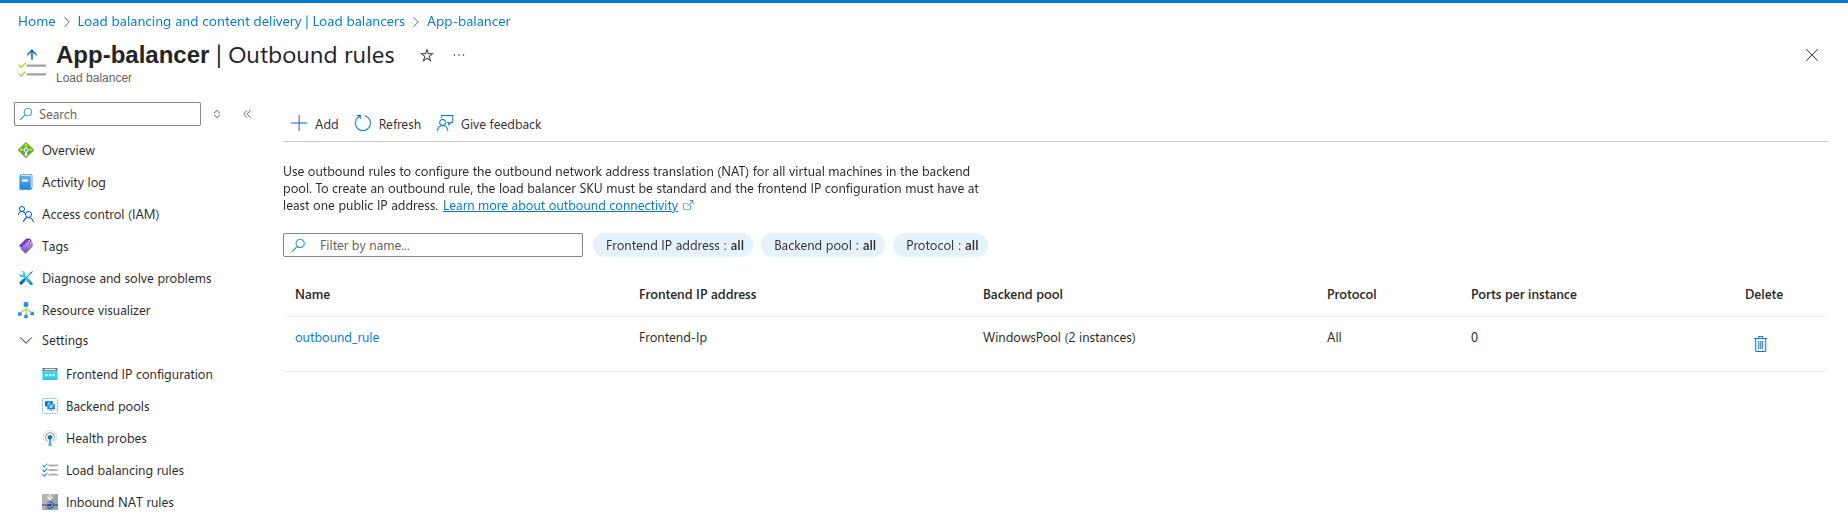 Home > Load balancing and content delivery | Load balancers > App-balancer
App-balancer | Outbound rules
Load balancer
Search
Overview
Activity log
Access control (IAM)
Tags
Diagnose and solve problems
Resource visualizer
Settings
Frontend IP configuration
Backend pools
Health probes
Load balancing rules
Inbound NAT rules
Add Refresh Give feedback
Use outbound rules to configure the outbound network address translation (NAT) for all virtual machines in the backend
pool. To create an outbound rule, the load balancer SKU must be standard and the frontend IP configuration must have at
least one public IP address. Learn more about outbound connectivity
Filter by name... Frontend IP address : all Backend pool : all Protocol : all
Name Frontend IP address Backend pool Protocol Ports per instance Delete
outbound_rule Frontend-Ip WindowsPool (2 instances) All 0